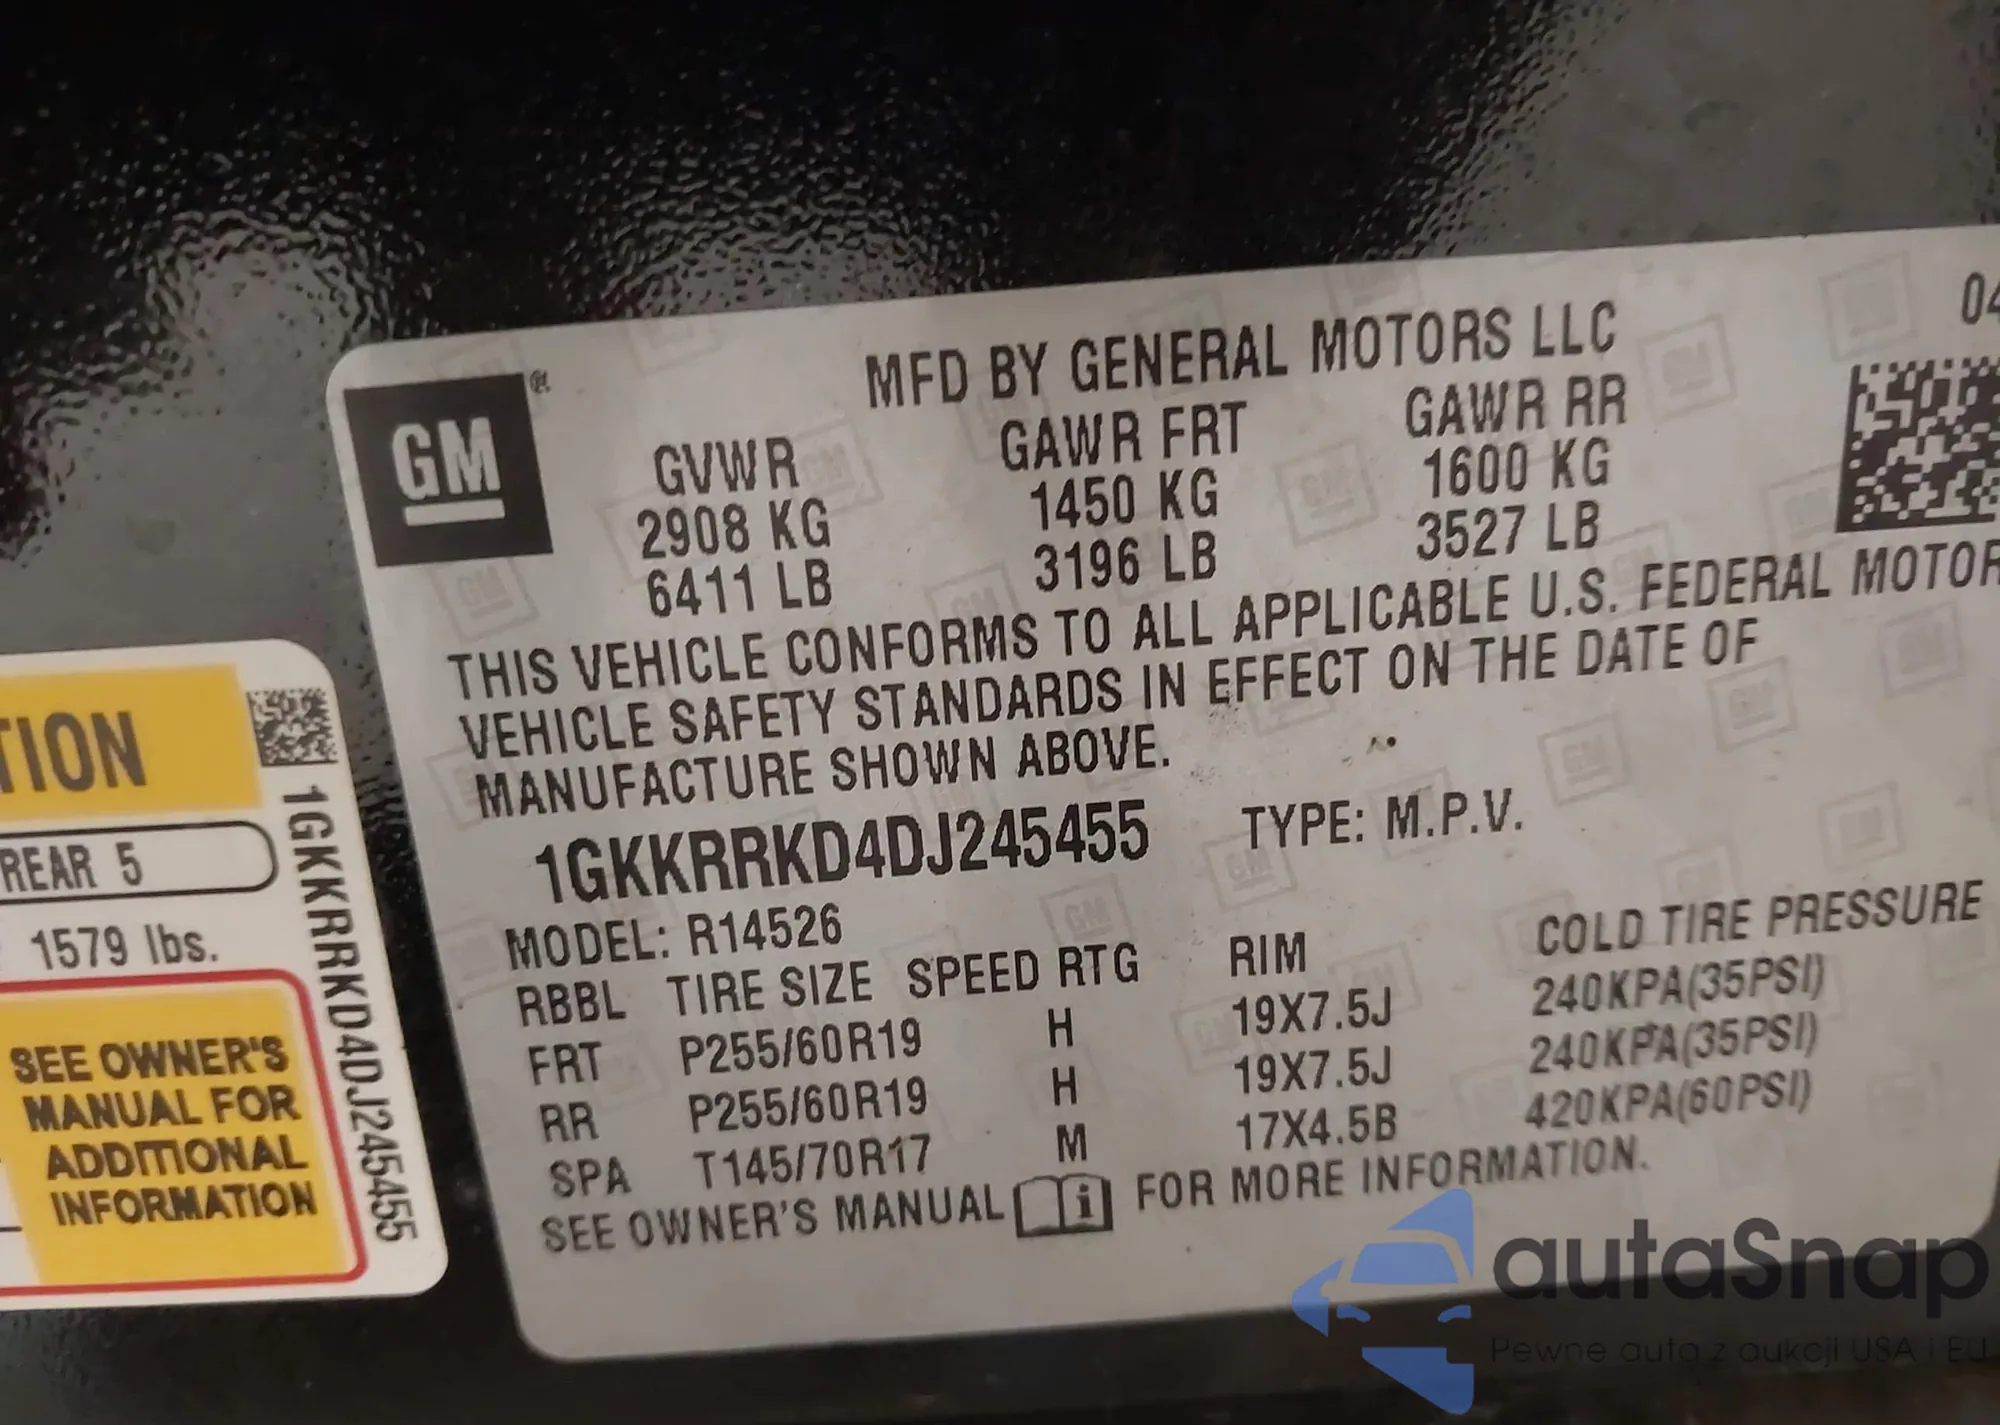 04
MFD BY GENERAL MOTORS LLC
GM
GVWR GAWR FRT GAWR RR
2908 KG 1450 KG 1600 KG
6411 LB 3196 LB 3527 LB
THIS VEHICLE CONFORMS TO ALL APPLICABLE U.S. FEDERAL MOTOR
VEHICLE SAFETY STANDARDS IN EFFECT ON THE DATE OF
MANUFACTURE SHOWN ABOVE.
1GKKRRKD4DJ245455 TYPE: M.P.V.
MODEL: R14526
RBBL TIRE SIZE SPEED RTG RIM COLD TIRE PRESSURE
FRT P255/60R19 H 19X7.5J 240KPA(35PSI)
RR P255/60R19 H 19X7.5J 240KPA(35PSI)
SPA T145/70R17 M 17X4.5B 420KPA(60PSI)
SEE OWNER'S MANUAL i FOR MORE INFORMATION.
TION
REAR 5
1579 lbs.
SEE OWNER'S
MANUAL FOR
ADDITIONAL
INFORMATION
1GKKRRKD4DJ245455
autaSnap
Pewne auta z aukcji USA i EU